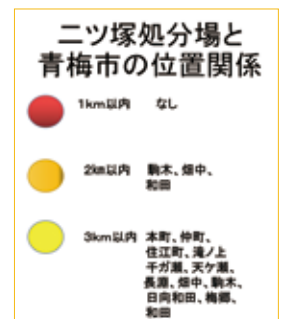 二ツ塚処分場と
青梅市の位置関係
1km以内 なし
2km以内 駒木、畑中、
和田
3km以内 本町、仲町、
住江町、滝ノ上
千ガ瀬、天ケ瀬、
長淵、畑中、駒木、
日向和田、梅郷、
和田